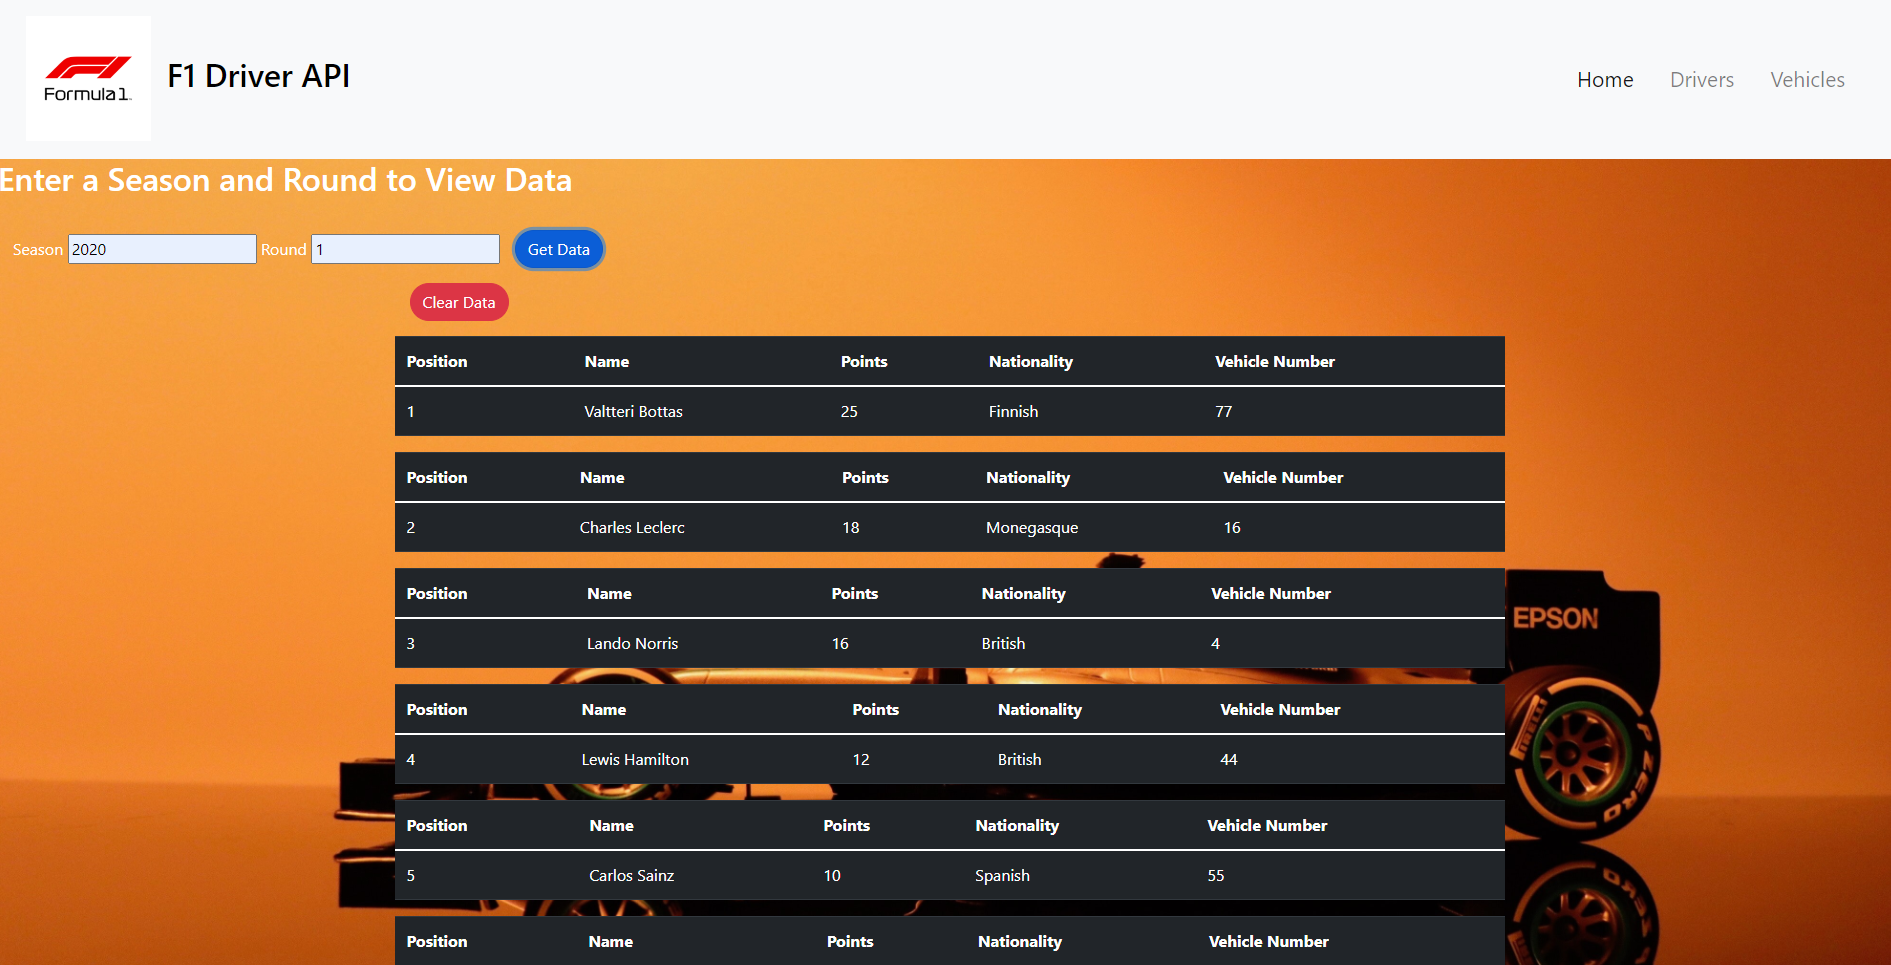 Formula 1
F1 Driver API
Home Drivers Vehicles
Enter a Season and Round to View Data
Season 2020 Round 1 Get Data
Clear Data
Position Name Points Nationality Vehicle Number
1 Valtteri Bottas 25 Finnish 77
Position Name Points Nationality Vehicle Number
2 Charles Leclerc 18 Monegasque 16
Position Name Points Nationality Vehicle Number
3 Lando Norris 16 British 4
EPSON
Position Name Points Nationality Vehicle Number
4 Lewis Hamilton 12 British 44
PIRELLI
P ZERO
Position Name Points Nationality Vehicle Number
5 Carlos Sainz 10 Spanish 55
Position Name Points Nationality Vehicle Number